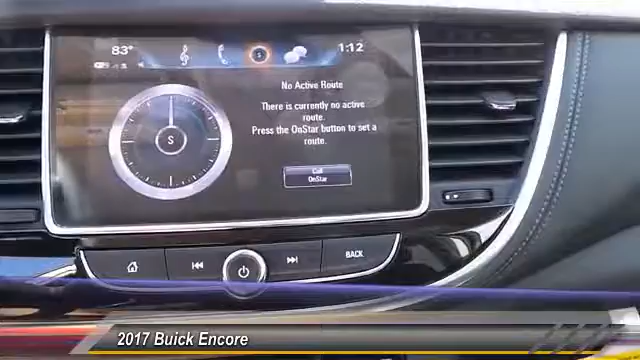 83°
1:12
No Active Route
There is currently no active
route.
Press the OnStar button to set a
route.
S
Call
OnStar
BACK
2017 Buick Encore